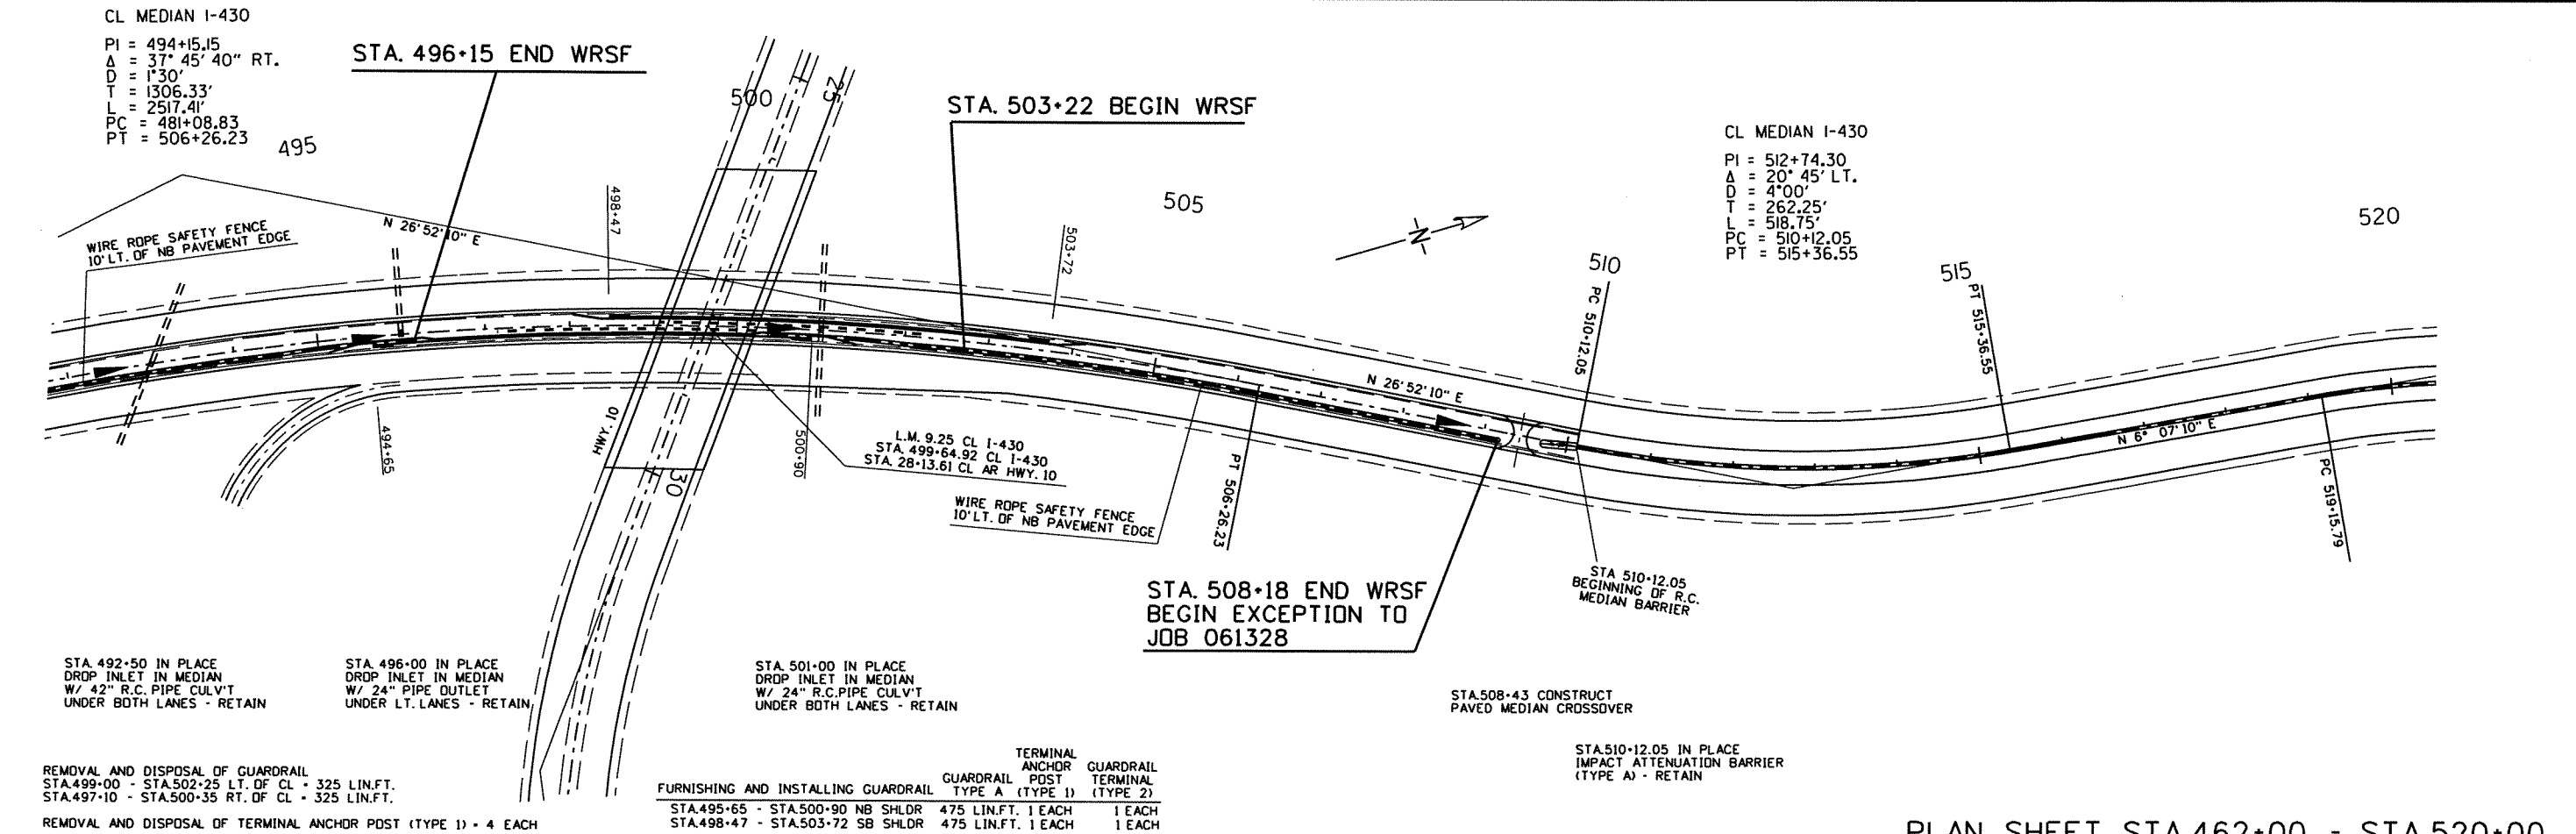 CL MEDIAN I-430
PI = 494+15.15
Δ = 37° 45' 40" RT.
D = 1°30'
T = 1306.33'
L = 2517.41'
PC = 481+08.83
PT = 506+26.23
STA. 496+15 END WRSF
495
500
25
STA. 503+22 BEGIN WRSF
505
CL MEDIAN I-430
PI = 512+74.30
Δ = 20° 45' LT.
D = 4°00'
T = 262.25'
L = 518.75'
PC = 510+12.05
PT = 515+36.55
510
515
520
WIRE ROPE SAFETY FENCE
10' LT. OF NB PAVEMENT EDGE
N 26°52'10" E
498+47
503+72
-N-
PC 510+12.05
PT 515+36.55
N 26°52'10" E
N 6° 07'10" E
494+65
HWY. 10
30
500+90
L.M. 9.25 CL I-430
STA. 499+64.92 CL I-430
STA. 28+13.61 CL AR HWY. 10
WIRE ROPE SAFETY FENCE
10' LT. OF NB PAVEMENT EDGE
PT 506+26.23
PC 519+15.79
STA 510+12.05
BEGINNING OF R.C.
MEDIAN BARRIER
STA. 508+18 END WRSF
BEGIN EXCEPTION TO
JOB 061328
STA. 492+50 IN PLACE
DROP INLET IN MEDIAN
W/ 42" R.C. PIPE CULV'T
UNDER BOTH LANES - RETAIN
STA. 496+00 IN PLACE
DROP INLET IN MEDIAN
W/ 24" PIPE OUTLET
UNDER LT. LANES - RETAIN
STA. 501+00 IN PLACE
DROP INLET IN MEDIAN
W/ 24" R.C.PIPE CULV'T
UNDER BOTH LANES - RETAIN
STA.508+43 CONSTRUCT
PAVED MEDIAN CROSSOVER
STA.510+12.05 IN PLACE
IMPACT ATTENUATION BARRIER
(TYPE A) - RETAIN
REMOVAL AND DISPOSAL OF GUARDRAIL
STA.499+00 - STA.502+25 LT. OF CL = 325 LIN.FT.
STA.497+10 - STA.500+35 RT. OF CL = 325 LIN.FT.
REMOVAL AND DISPOSAL OF TERMINAL ANCHOR POST (TYPE 1) = 4 EACH
TERMINAL
ANCHOR GUARDRAIL
GUARDRAIL POST TERMINAL
FURNISHING AND INSTALLING GUARDRAIL TYPE A (TYPE 1) (TYPE 2)
STA.495+65 - STA.500+90 NB SHLDR 475 LIN.FT. 1 EACH 1 EACH
STA.498+47 - STA.503+72 SB SHLDR 475 LIN.FT. 1 EACH 1 EACH
PLAN SHEET STA.462+00 - STA.520+00